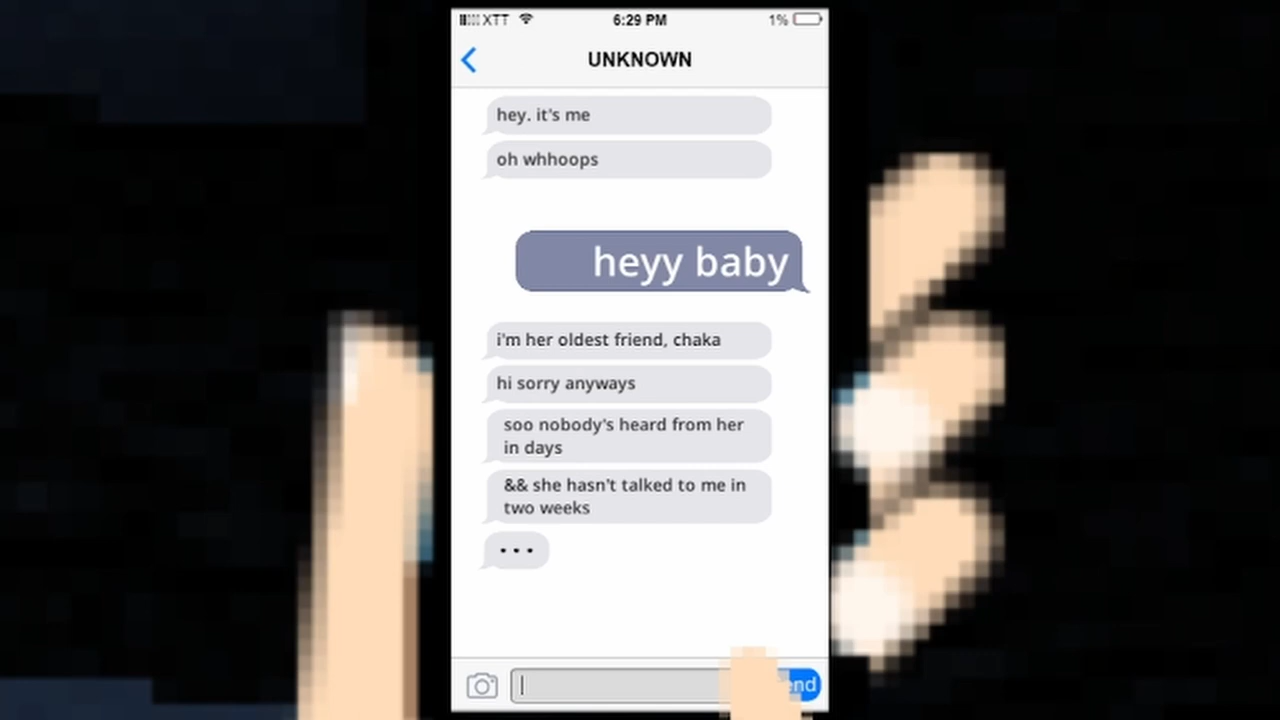 XTT 6:29 PM 1%
UNKNOWN
hey. it's me
oh whhoops
heyy baby
i'm her oldest friend, chaka
hi sorry anyways
soo nobody's heard from her
in days
&& she hasn't talked to me in
two weeks
...
end